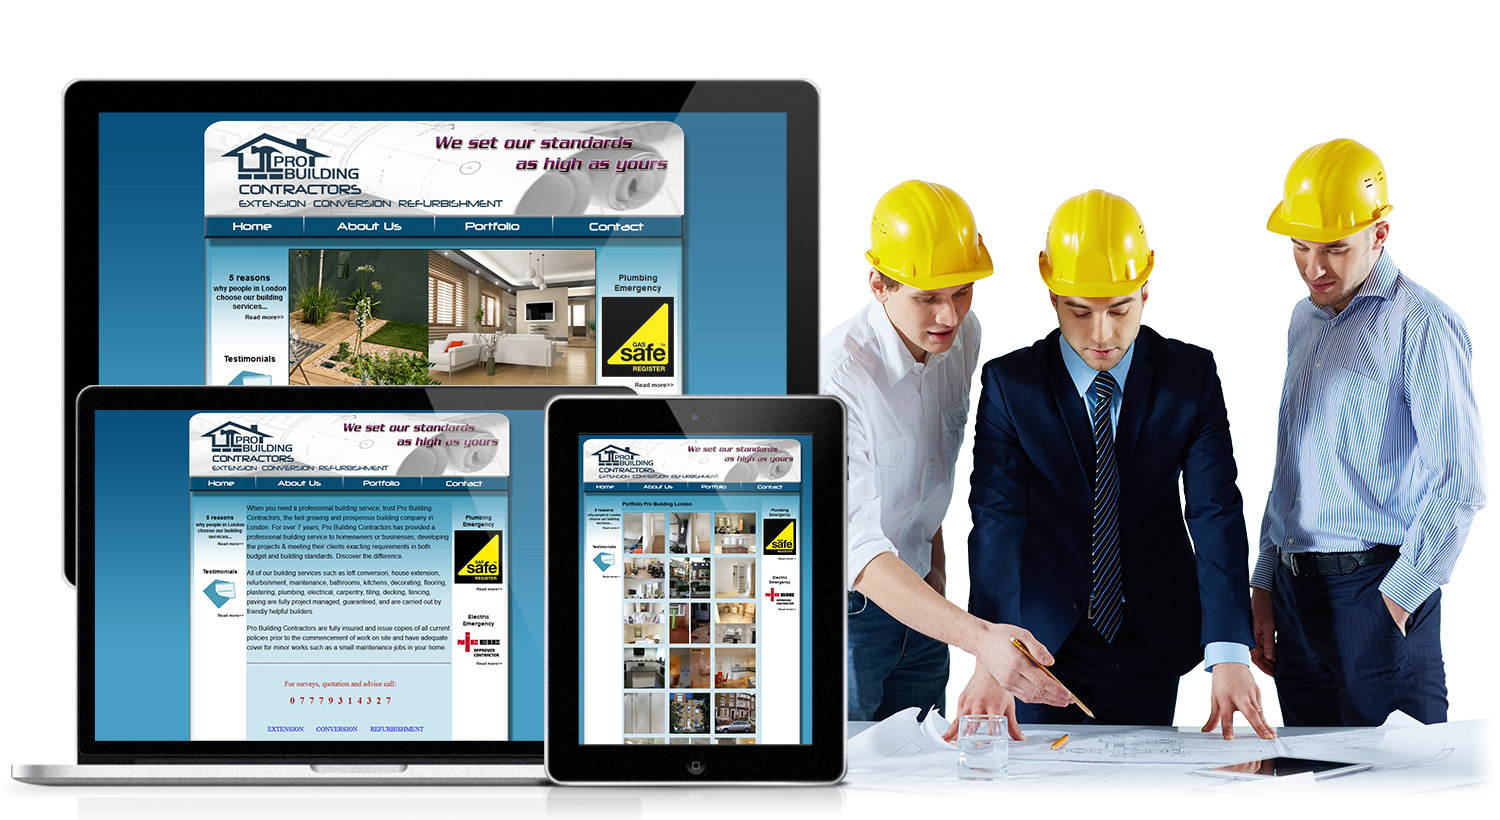 PRO
BUILDING
CONTRACTORS
EXTENSION CONVERSION REFURBISHMENT
We set our standards
as high as yours
Home About Us Portfolio Contact
5 reasons
why people in London
choose our building
services...
Read more>>
Testimonials
Plumbing
Emergency
GAS
safe
REGISTER
Read more>>
PRO
BUILDING
CONTRACTORS
EXTENSION CONVERSION REFURBISHMENT
We set our standards
as high as yours
Home About Us Portfolio Contact
5 reasons
why people in London
choose our building
services...
Read more>>
Testimonials
Read more>>
When you need a professional building service, trust Pro Building
Contractors, the fast growing and prosperous building company in
London. For over 7 years, Pro Building Contractors has provided a
professional building service to homeowners or businesses, developing
the projects & meeting their clients exacting requirements in both
budget and building standards. Discover the difference.
All of our building services such as loft conversion, house extension,
refurbishment, maintenance, bathrooms, kitchens, decorating, flooring,
plastering, plumbing, electrical, carpentry, tiling, decking, fencing,
paving are fully project managed, guaranteed, and are carried out by
friendly helpful builders.
Pro Building Contractors are fully insured and issue copies of all current
policies prior to the commencement of work on site and have adequate
cover for minor works such as a small maintenance jobs in your home.
For surveys, quotation and advice call:
0 7 7 7 9 3 1 4 3 2 7
EXTENSION CONVERSION REFURBISHMENT
Plumbing
Emergency
GAS
safe
REGISTER
Read more>>
Electric
Emergency
NICEIC
APPROVED
CONTRACTOR
Read more>>
PRO
BUILDING
CONTRACTORS
EXTENSION CONVERSION REFURBISHMENT
We set our standards
as high as yours
Home About Us Portfolio Contact
5 reasons
why people in London
choose our building
services...
Read more>>
Testimonials
Read more>>
Portfolio Pro Building London
Plumbing
Emergency
GAS
safe
REGISTER
Read more>>
Electric
Emergency
APPROVED
CONTRACTOR
Read more>>